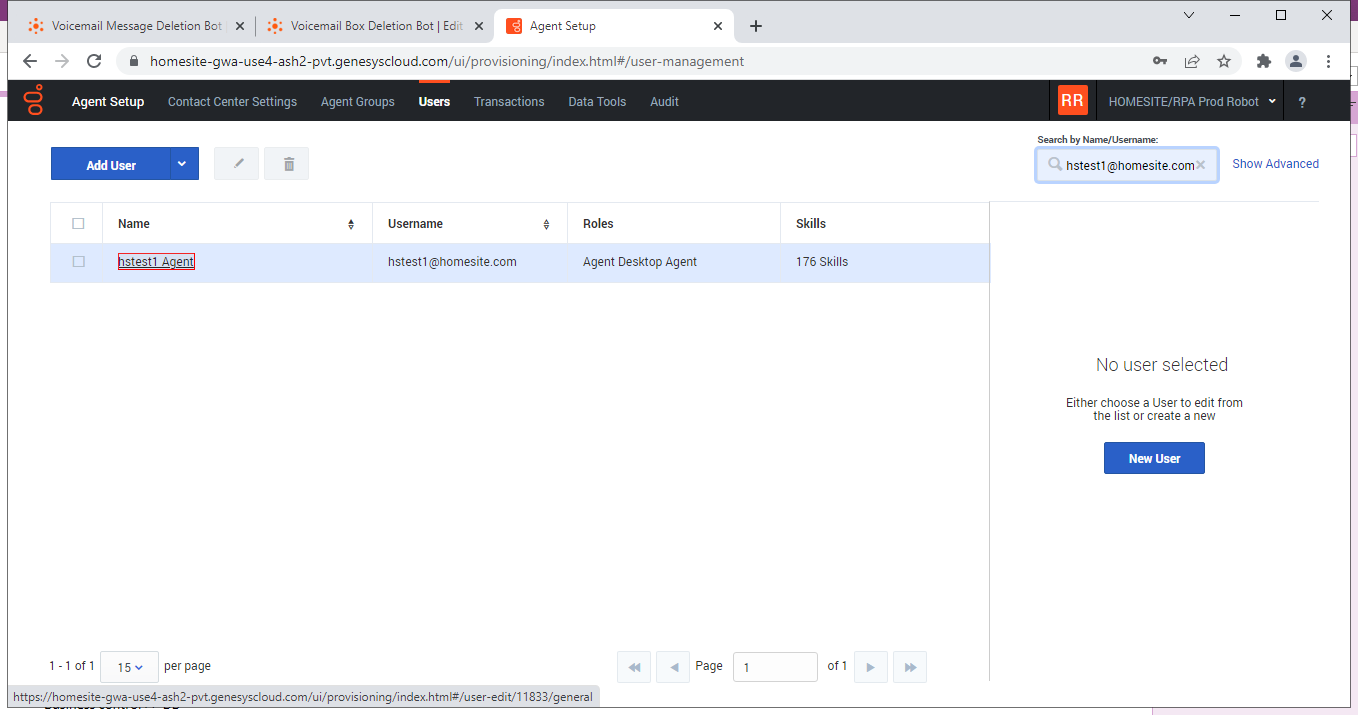 Voicemail Message Deletion Bot
Voicemail Box Deletion Bot | Edit
Agent Setup
homesite-gwa-use4-ash2-pvt.genesyscloud.com/ui/provisioning/index.html#/user-management
Agent Setup
Contact Center Settings
Agent Groups
Users
Transactions
Data Tools
Audit
RR
HOMESITE/RPA Prod Robot
?
Search by Name/Username:
Add User
hstest1@homesite.com
Show Advanced
Name
Username
Roles
Skills
hstest1 Agent
hstest1@homesite.com
Agent Desktop Agent
176 Skills
No user selected
Either choose a User to edit from
the list or create a new
New User
1 - 1 of 1
15
per page
Page
1
of 1
https://homesite-gwa-use4-ash2-pvt.genesyscloud.com/ui/provisioning/index.html#/user-edit/11833/general